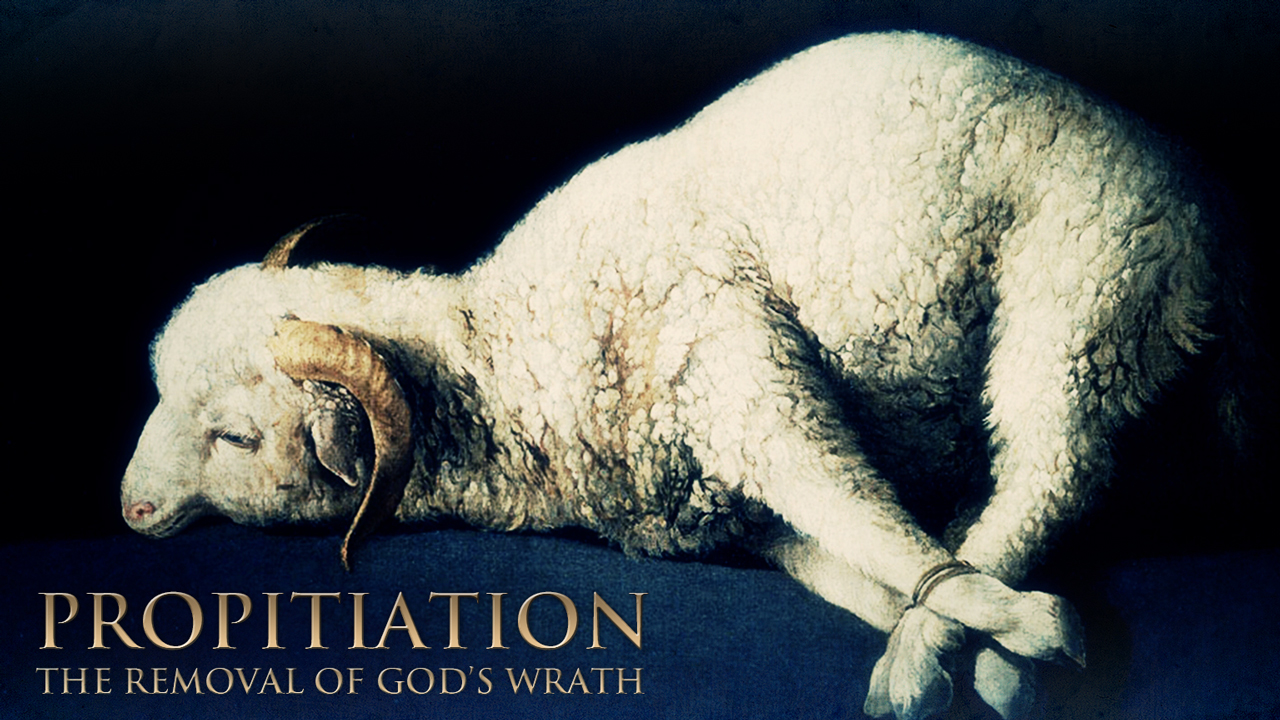 PROPITIATION
THE REMOVAL OF GOD'S WRATH